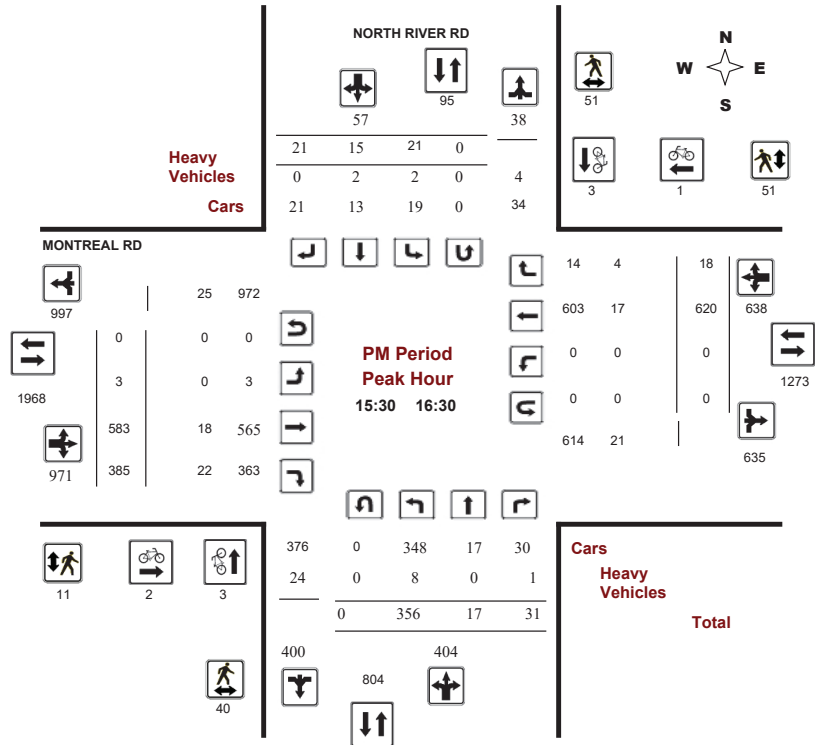 NORTH RIVER RD
N
W E
S
95
51
57 38
21 15 21 0
Heavy
Vehicles
0 2 2 0 4
Cars
21 13 19 0 34
3 1 51
MONTREAL RD
997
25 972
14 4 18
638
603 17 620
0 0 0
1968
3 0 3
583 18 565
971
385 22 363
PM Period
Peak Hour
15:30 16:30
0 0 0
1273
0 0 0
614 21
635
376 0 348 17 30
Cars
24 0 8 0 1
Heavy
Vehicles
0 356 17 31
Total
11 2 3
400 404
804
40